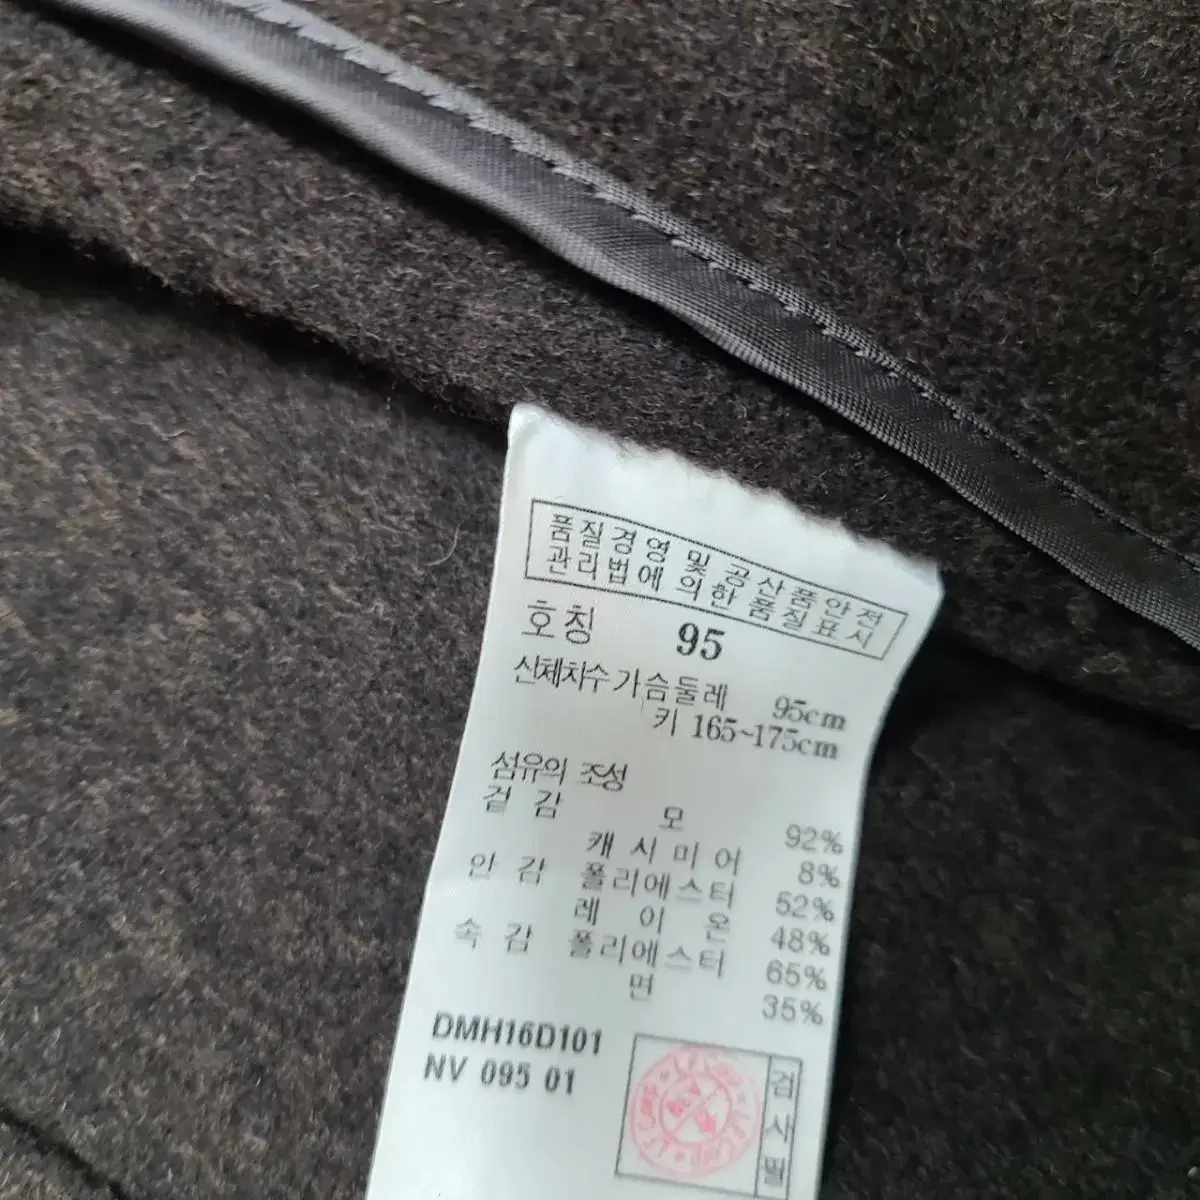 품질경영 및 공산품안전
관리법에 의한 품질표시
호칭 95
신체치수 가슴둘레 95cm
키 165~175cm
섬유의 조성
겉감 모 92%
캐시미어 8%
안감 폴리에스터 52%
레이온 48%
속감 폴리에스터 65%
면 35%
DMH16D101
NV 095 01
검사필